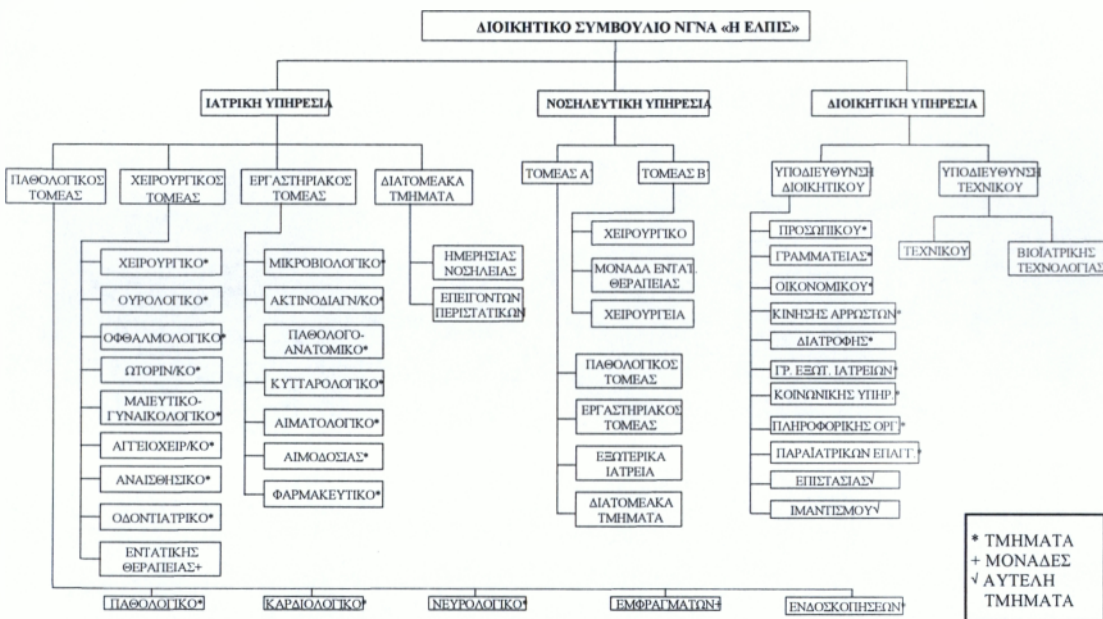 ΔΙΟΙΚΗΤΙΚΟ ΣΥΜΒΟΥΛΙΟ ΝΓΝΑ «Η ΕΛΠΙΣ»
ΙΑΤΡΙΚΗ ΥΠΗΡΕΣΙΑ
ΝΟΣΗΛΕΥΤΙΚΗ ΥΠΗΡΕΣΙΑ
ΔΙΟΙΚΗΤΙΚΗ ΥΠΗΡΕΣΙΑ
ΠΑΘΟΛΟΓΙΚΟΣ
ΤΟΜΕΑΣ
ΧΕΙΡΟΥΡΓΙΚΟΣ
ΤΟΜΕΑΣ
ΕΡΓΑΣΤΗΡΙΑΚΟΣ
ΤΟΜΕΑΣ
ΔΙΑΤΟΜΕΑΚΑ
ΤΜΗΜΑΤΑ
ΤΟΜΕΑΣ Α'
ΤΟΜΕΑΣ Β'
ΥΠΟΔΙΕΥΘΥΝΣΗ
ΔΙΟΙΚΗΤΙΚΟΥ
ΥΠΟΔΙΕΥΘΥΝΣΗ
ΤΕΧΝΙΚΟΥ
ΧΕΙΡΟΥΡΓΙΚΟ*
ΟΥΡΟΛΟΓΙΚΟ*
ΟΦΘΑΛΜΟΛΟΓΙΚΟ*
ΩΤΟΡΙΝ/ΚΟ*
ΜΑΙΕΥΤΙΚΟ-
ΓΥΝΑΙΚΟΛΟΓΙΚΟ*
ΑΓΓΕΙΟΧΕΙΡ/ΚΟ*
ΑΝΑΙΣΘΗΣΙΚΟ*
ΟΔΟΝΤΙΑΤΡΙΚΟ*
ΕΝΤΑΤΙΚΗΣ
ΘΕΡΑΠΕΙΑΣ+
ΜΙΚΡΟΒΙΟΛΟΓΙΚΟ*
ΑΚΤΙΝΟΔΙΑΓΝ/ΚΟ*
ΠΑΘΟΛΟΓΟ-
ΑΝΑΤΟΜΙΚΟ*
ΚΥΤΤΑΡΟΛΟΓΙΚΟ*
ΑΙΜΑΤΟΛΟΓΙΚΟ*
ΑΙΜΟΔΟΣΙΑΣ*
ΦΑΡΜΑΚΕΥΤΙΚΟ*
ΗΜΕΡΗΣΙΑΣ
ΝΟΣΗΛΕΙΑΣ
ΕΠΕΙΓΟΝΤΩΝ
ΠΕΡΙΣΤΑΤΙΚΩΝ
ΧΕΙΡΟΥΡΓΙΚΟ
ΜΟΝΑΔΑ ΕΝΤΑΤ.
ΘΕΡΑΠΕΙΑΣ
ΧΕΙΡΟΥΡΓΕΙΑ
ΠΑΘΟΛΟΓΙΚΟΣ
ΤΟΜΕΑΣ
ΕΡΓΑΣΤΗΡΙΑΚΟΣ
ΤΟΜΕΑΣ
ΕΞΩΤΕΡΙΚΑ
ΙΑΤΡΕΙΑ
ΔΙΑΤΟΜΕΑΚΑ
ΤΜΗΜΑΤΑ
ΠΡΟΣΩΠΙΚΟΥ*
ΓΡΑΜΜΑΤΕΙΑΣ*
ΟΙΚΟΝΟΜΙΚΟΥ*
ΚΙΝΗΣΗΣ ΑΡΡΩΣΤΩΝ*
ΔΙΑΤΡΟΦΗΣ*
ΓΡ. ΕΞΩΤ. ΙΑΤΡΕΙΩΝ*
ΚΟΙΝΩΝΙΚΗΣ ΥΠΗΡ.*
ΠΛΗΡΟΦΟΡΙΚΗΣ ΟΡΓ*
ΠΑΡΑΪΑΤΡΙΚΩΝ ΕΠΑΓΓ.*
ΕΠΙΣΤΑΣΙΑΣ√
ΙΜΑΝΤΙΣΜΟΥ√
ΤΕΧΝΙΚΟΥ
ΒΙΟΪΑΤΡΙΚΗΣ
ΤΕΧΝΟΛΟΓΙΑΣ
ΠΑΘΟΛΟΓΙΚΟ*
ΚΑΡΔΙΟΛΟΓΙΚΟ*
ΝΕΥΡΟΛΟΓΙΚΟ*
ΕΜΦΡΑΓΜΑΤΩΝ+
ΕΝΔΟΣΚΟΠΗΣΕΩΝ*
* ΤΜΗΜΑΤΑ
+ ΜΟΝΑΔΕΣ
√ ΑΥΤΕΛΗ
ΤΜΗΜΑΤΑ